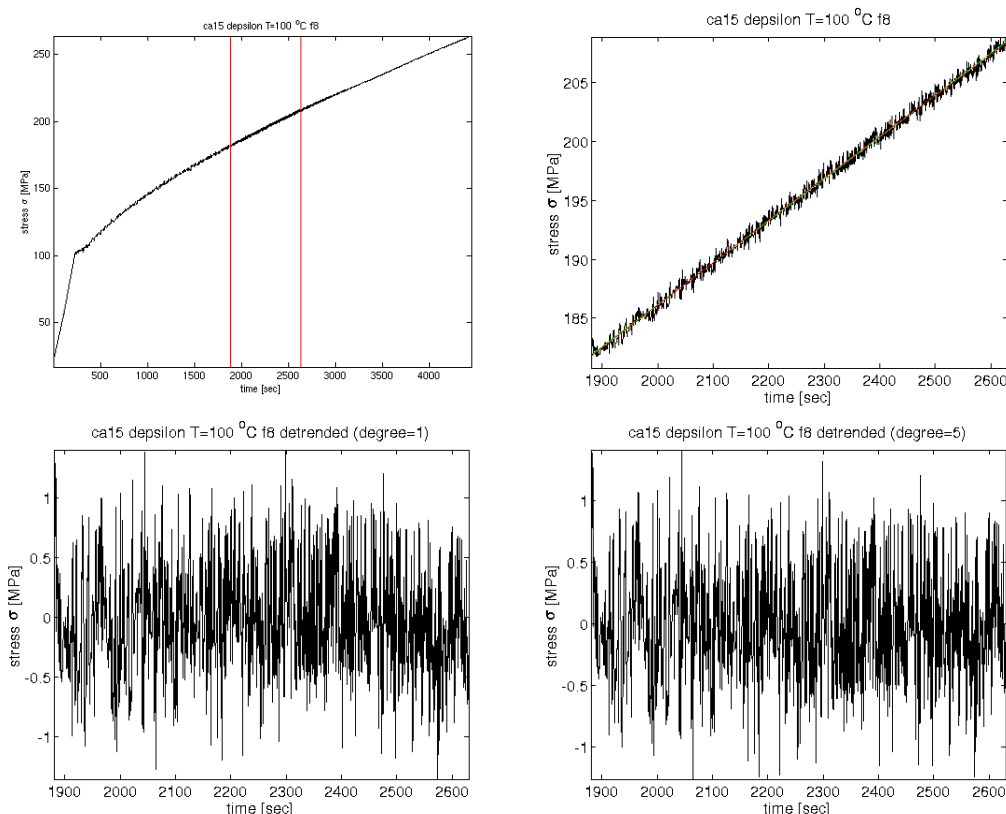 ca15 depsilon T=100 °C f8
250
200
150
100
50
stress σ [MPa]
500 1000 1500 2000 2500 3000 3500 4000
time [sec]
ca15 depsilon T=100 °C f8
205
200
195
190
185
stress σ [MPa]
1900 2000 2100 2200 2300 2400 2500 2600
time [sec]
ca15 depsilon T=100 °C f8 detrended (degree=1)
1
0.5
0
-0.5
-1
stress σ [MPa]
1900 2000 2100 2200 2300 2400 2500 2600
time [sec]
ca15 depsilon T=100 °C f8 detrended (degree=5)
1
0.5
0
-0.5
-1
stress σ [MPa]
1900 2000 2100 2200 2300 2400 2500 2600
time [sec]